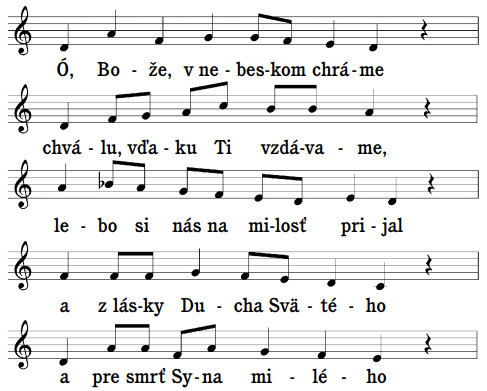 Ó, Bo - že, v ne - bes - kom chrá - me
chvá - lu, vďa - ku Ti vzdá - va - me,
le - bo si nás na mi - losť pri - jal
a z lás - ky Du - cha Svä - té - ho
a pre smrť Sy - na mi - lé - ho